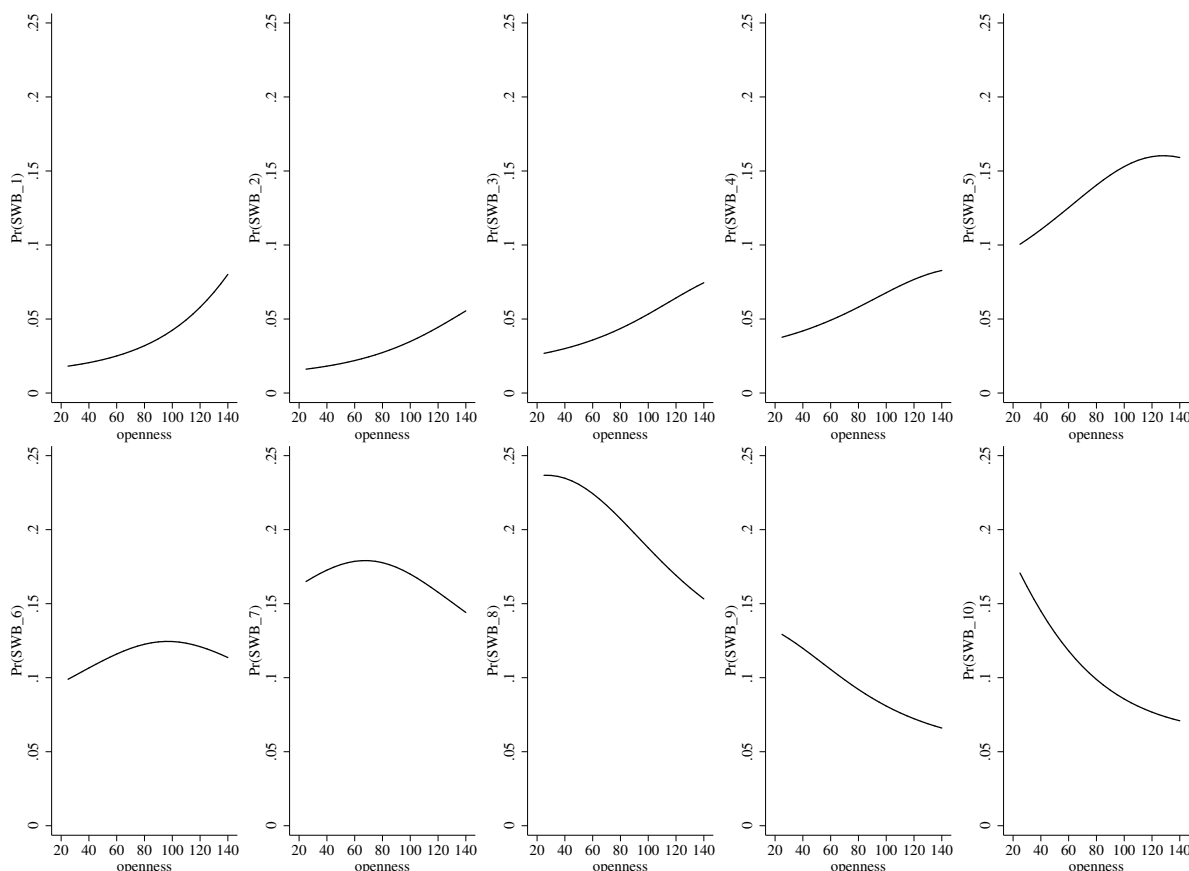 Pr(SWB_1)
0 .05 .1 .15 .2 .25
20 40 60 80 100 120 140
openness
Pr(SWB_2)
0 .05 .1 .15 .2 .25
20 40 60 80 100 120 140
openness
Pr(SWB_3)
0 .05 .1 .15 .2 .25
20 40 60 80 100 120 140
openness
Pr(SWB_4)
0 .05 .1 .15 .2 .25
20 40 60 80 100 120 140
openness
Pr(SWB_5)
0 .05 .1 .15 .2 .25
20 40 60 80 100 120 140
openness
Pr(SWB_6)
0 .05 .1 .15 .2 .25
20 40 60 80 100 120 140
openness
Pr(SWB_7)
0 .05 .1 .15 .2 .25
20 40 60 80 100 120 140
openness
Pr(SWB_8)
0 .05 .1 .15 .2 .25
20 40 60 80 100 120 140
openness
Pr(SWB_9)
0 .05 .1 .15 .2 .25
20 40 60 80 100 120 140
openness
Pr(SWB_10)
0 .05 .1 .15 .2 .25
20 40 60 80 100 120 140
openness